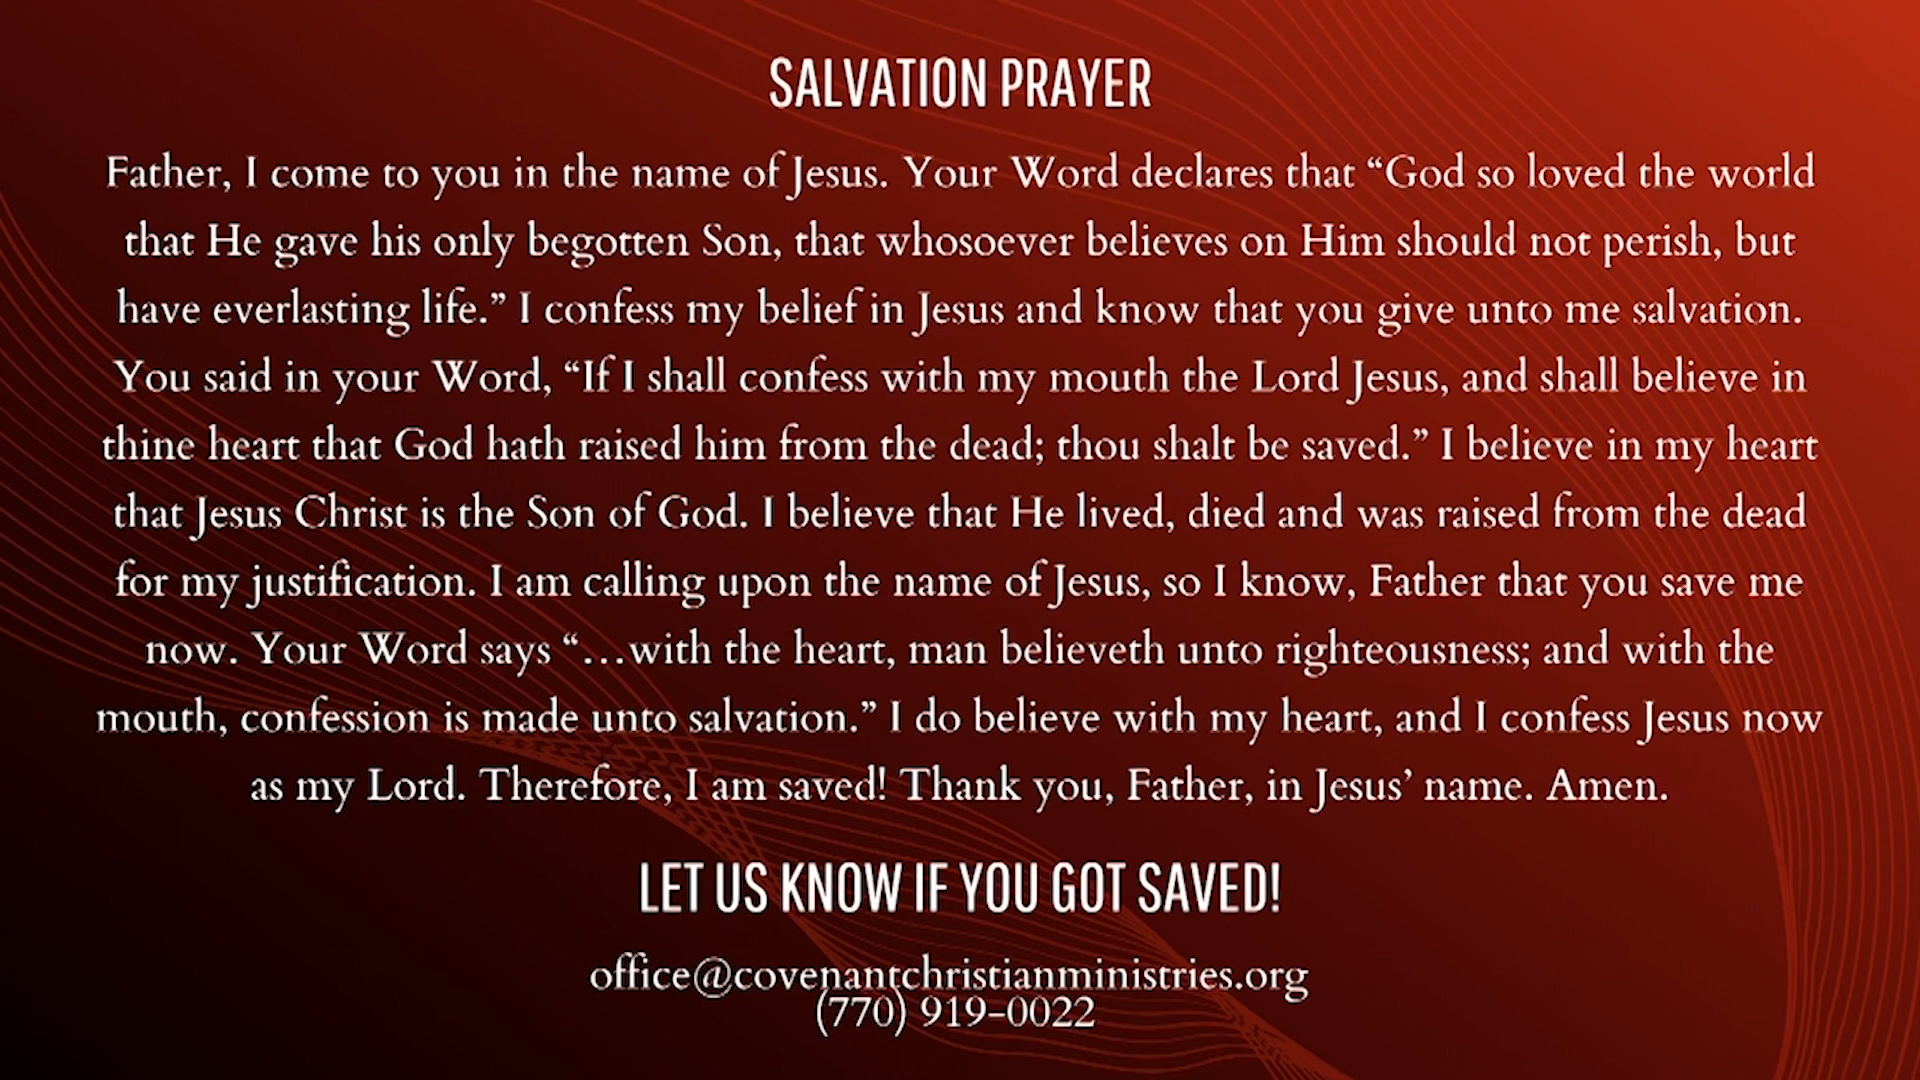 SALVATION PRAYER
Father, I come to you in the name of Jesus. Your Word declares that “God so loved the world
that He gave his only begotten Son, that whosoever believes on Him should not perish, but
have everlasting life.” I confess my belief in Jesus and know that you give unto me salvation.
You said in your Word, “If I shall confess with my mouth the Lord Jesus, and shall believe in
thine heart that God hath raised him from the dead; thou shalt be saved.” I believe in my heart
that Jesus Christ is the Son of God. I believe that He lived, died and was raised from the dead
for my justification. I am calling upon the name of Jesus, so I know, Father that you save me
now. Your Word says “…with the heart, man believeth unto righteousness; and with the
mouth, confession is made unto salvation.” I do believe with my heart, and I confess Jesus now
as my Lord. Therefore, I am saved! Thank you, Father, in Jesus’ name. Amen.
LET US KNOW IF YOU GOT SAVED!
office@covenantchristianministries.org
(770) 919-0022